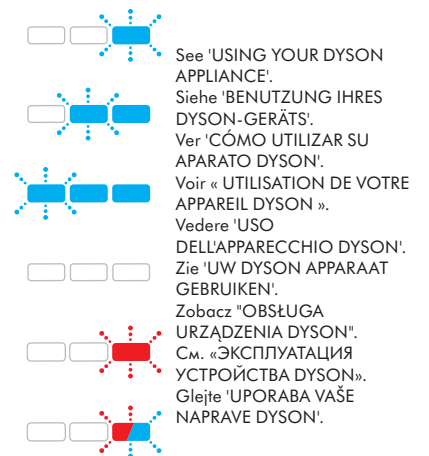 See 'USING YOUR DYSON
APPLIANCE'.
Siehe 'BENUTZUNG IHRES
DYSON-GERÄTS'.
Ver 'CÓMO UTILIZAR SU
APARATO DYSON'.
Voir « UTILISATION DE VOTRE
APPAREIL DYSON ».
Vedere 'USO
DELL'APPARECCHIO DYSON'.
Zie 'UW DYSON APPARAAT
GEBRUIKEN'.
Zobacz "OBSŁUGA
URZĄDZENIA DYSON".
См. «ЭКСПЛУАТАЦИЯ
УСТРОЙСТВА DYSON».
Glejte 'UPORABA VAŠE
NAPRAVE DYSON'.